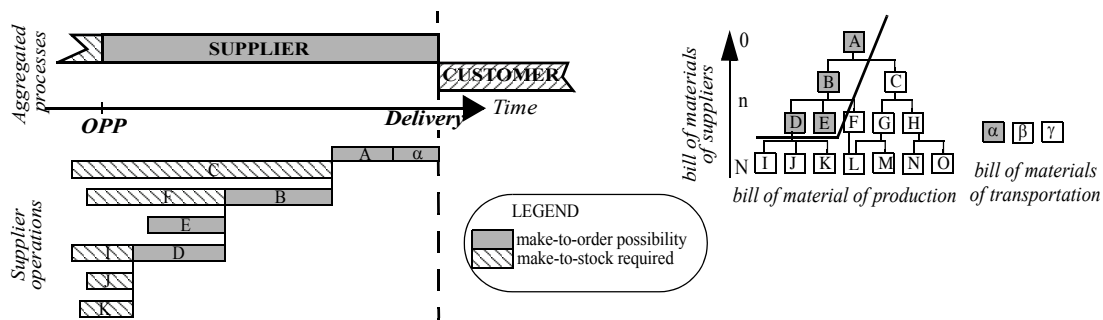 Aggregated
processes
SUPPLIER
CUSTOMER
OPP
Delivery
Time
Supplier
operations
A
α
C
F
B
E
I
D
J
K
LEGEND
make-to-order possibility
make-to-stock required
bill of materials
of suppliers
0
n
N
A
B
C
D
E
F
G
H
I
J
K
L
M
N
O
bill of material of production
α
β
γ
bill of materials
of transportation